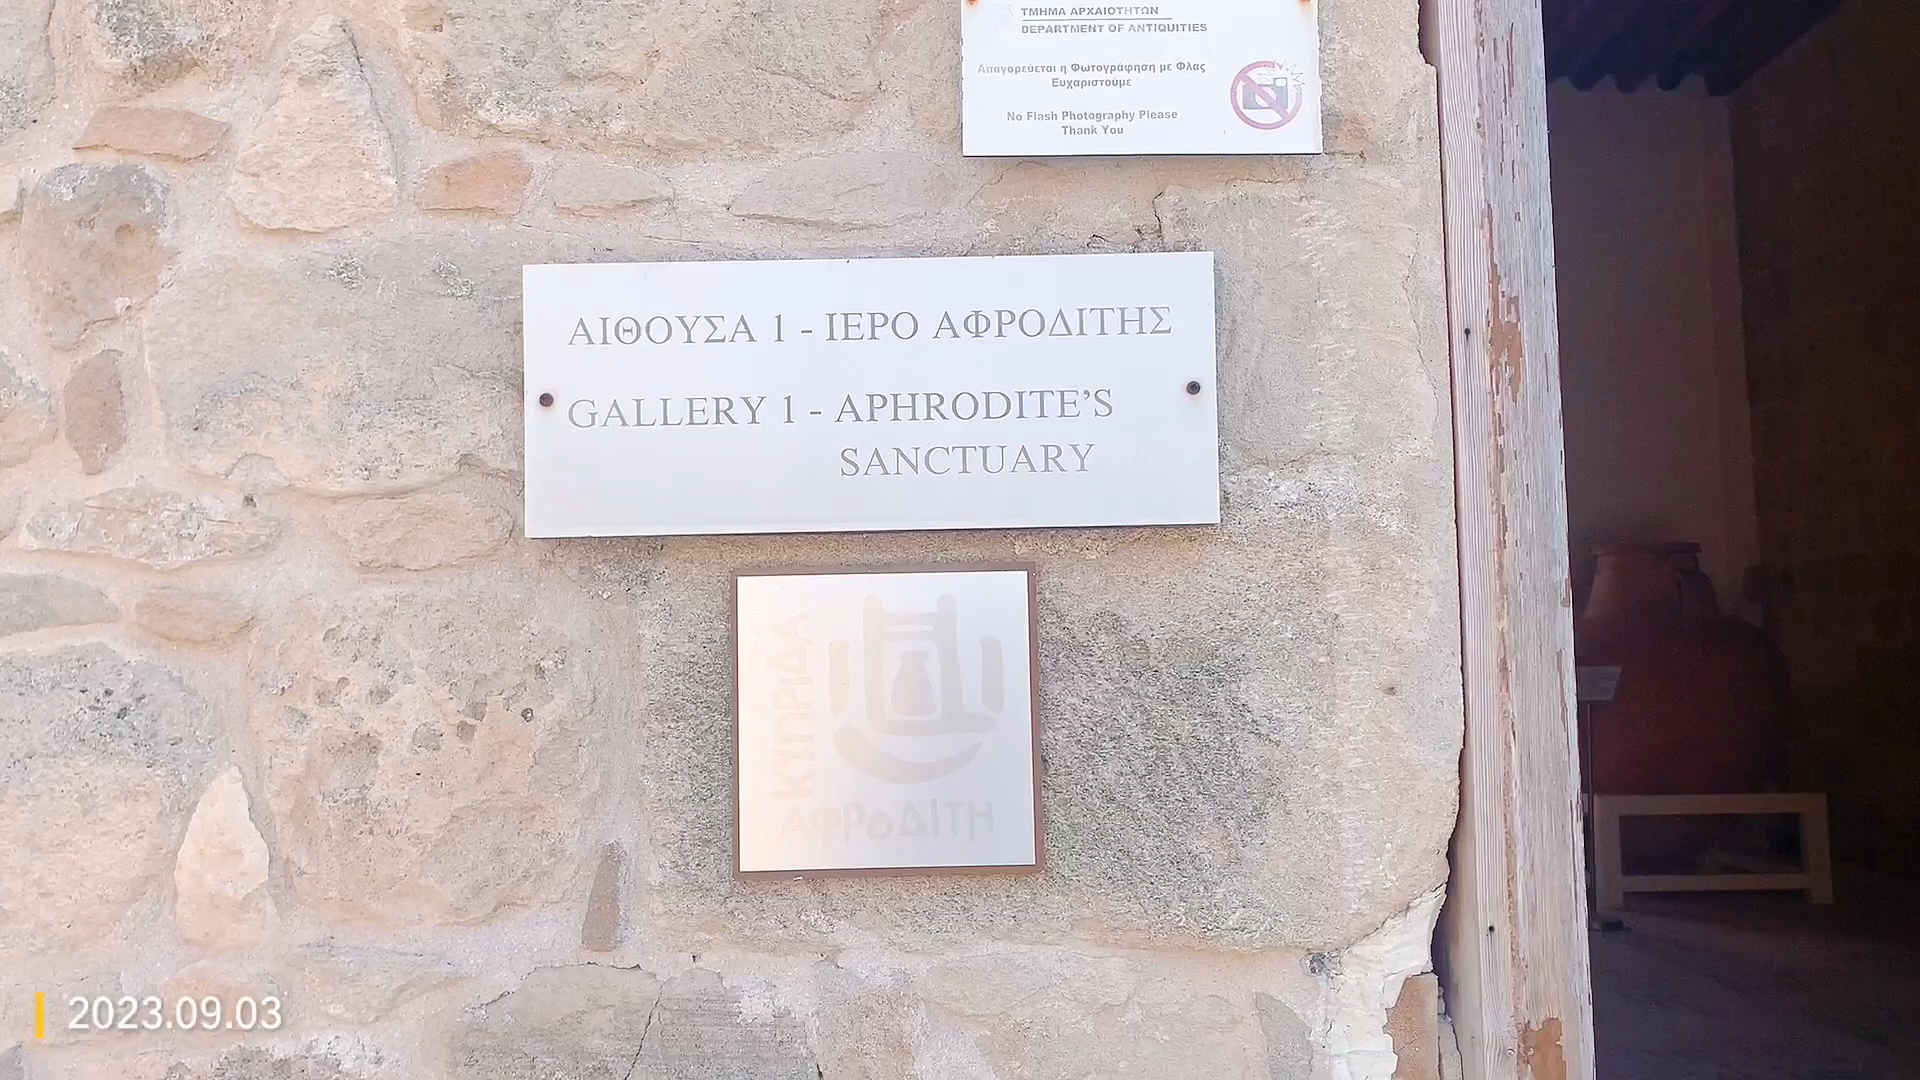 ΤΜΗΜΑ ΑΡΧΑΙΟΤΗΤΩΝ
DEPARTMENT OF ANTIQUITIES
Απαγορεύεται η Φωτογράφηση με Φλας
Ευχαριστούμε
No Flash Photography Please
Thank You
ΑΙΘΟΥΣΑ 1 - ΙΕΡΟ ΑΦΡΟΔΙΤΗΣ
GALLERY 1 - APHRODITE’S
SANCTUARY
ΚΥΠΡΙΔΑ
ΑΦΡΟΔΙΤΗ
2023.09.03